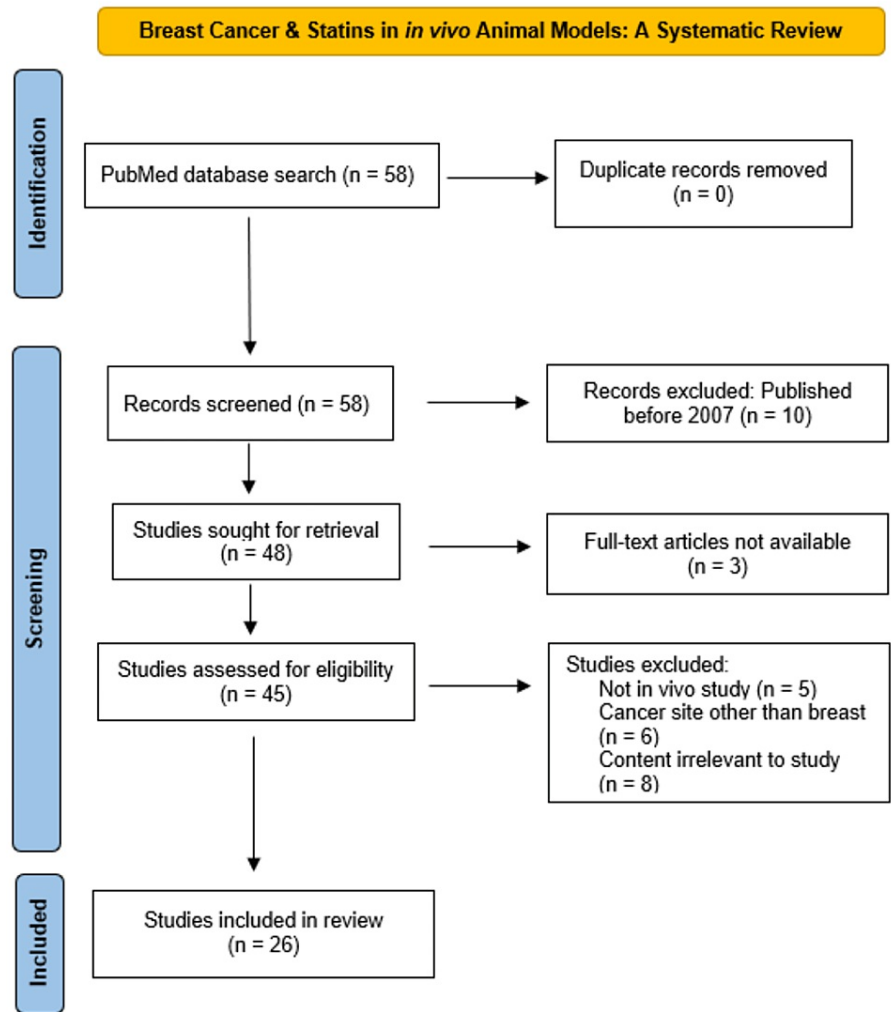 Breast Cancer & Statins in in vivo Animal Models: A Systematic Review
Identification
PubMed database search (n = 58)
Duplicate records removed
(n = 0)
Screening
Records screened (n = 58)
Records excluded: Published
before 2007 (n = 10)
Studies sought for retrieval
(n = 48)
Full-text articles not available
(n = 3)
Studies assessed for eligibility
(n = 45)
Studies excluded:
Not in vivo study (n = 5)
Cancer site other than breast
(n = 6)
Content irrelevant to study
(n = 8)
Included
Studies included in review
(n = 26)